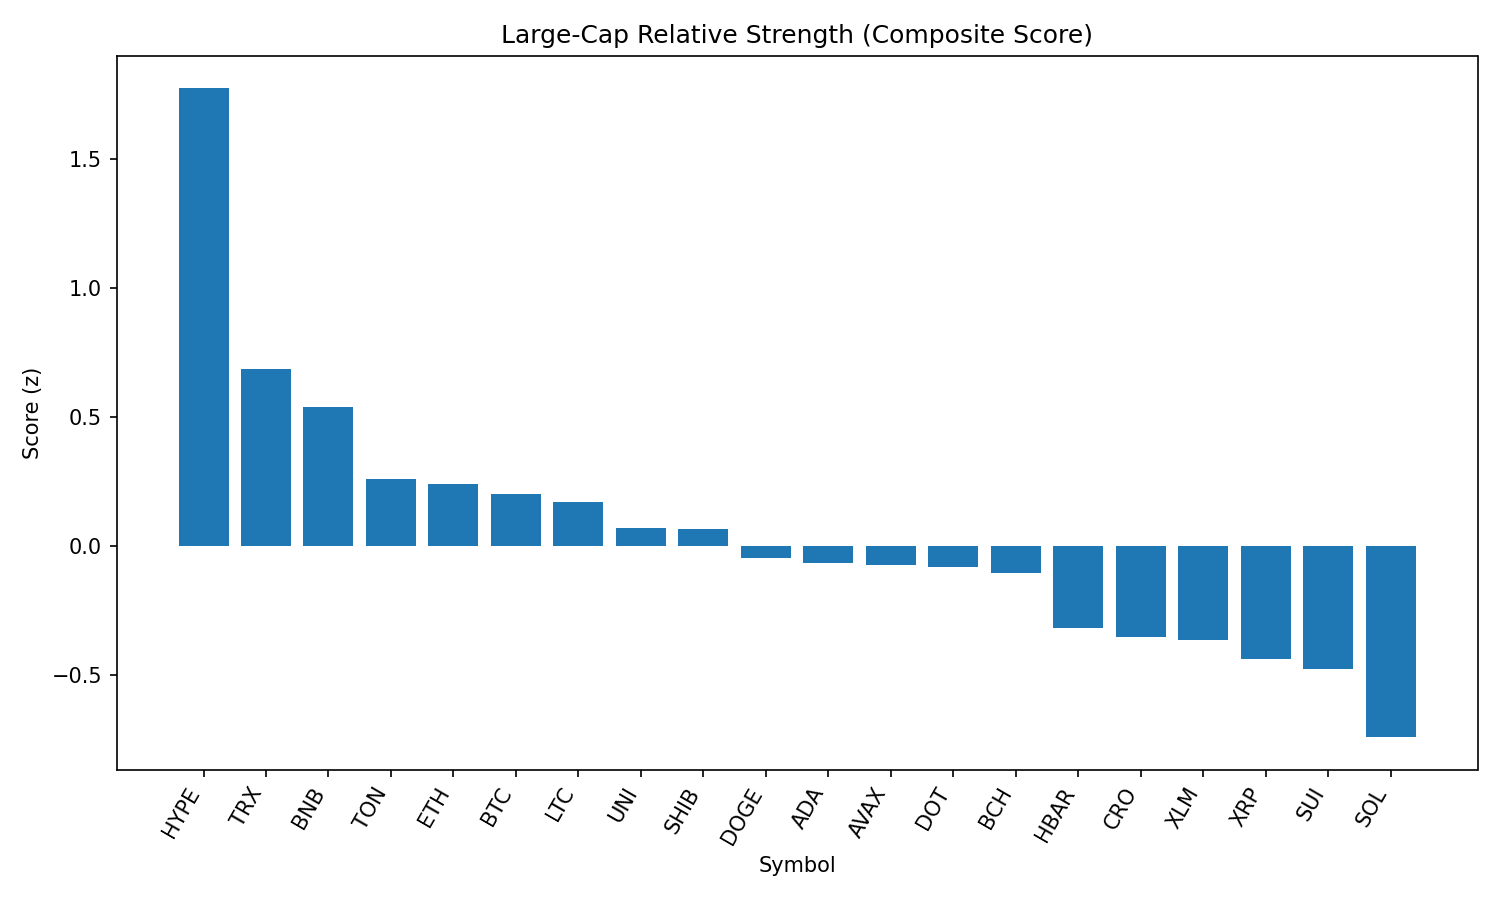 Large-Cap Relative Strength (Composite Score)
Score (z)
1.5
1.0
0.5
0.0
−0.5
HYPE
TRX
BNB
TON
ETH
BTC
LTC
UNI
SHIB
DOGE
ADA
AVAX
DOT
BCH
HBAR
CRO
XLM
XRP
SUI
SOL
Symbol